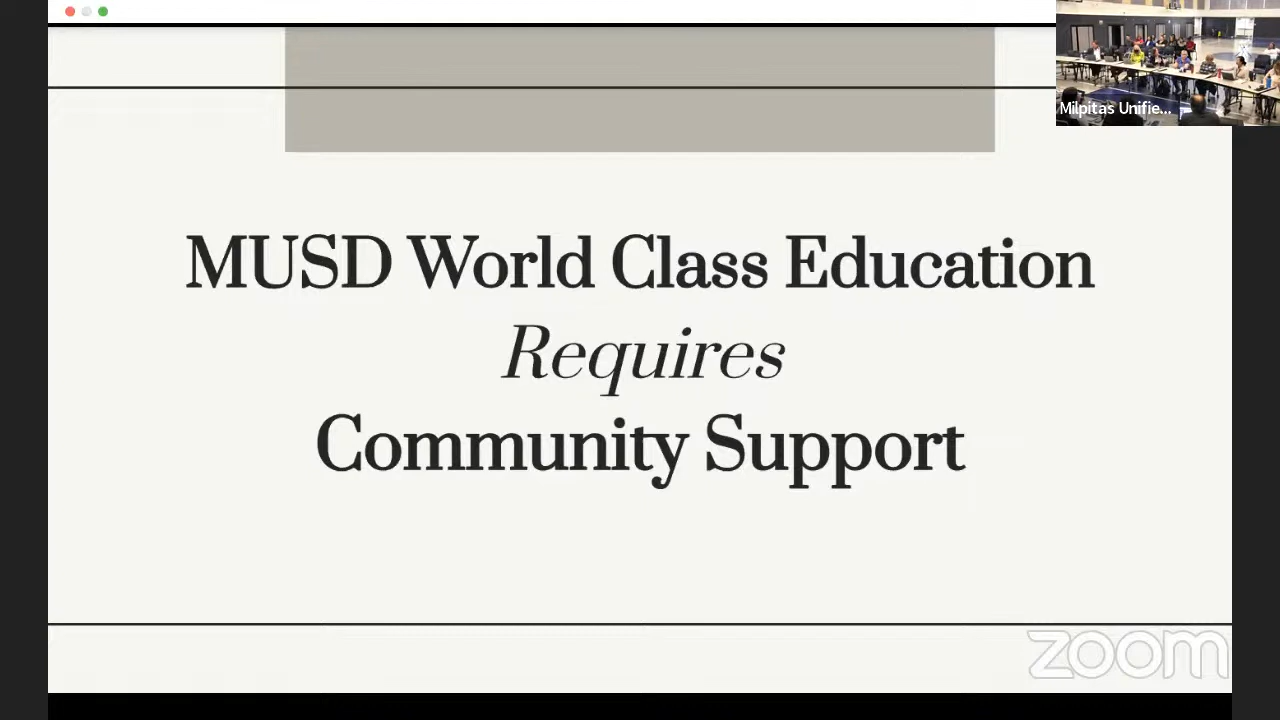 Milpitas Unifie...
MUSD World Class Education
Requires
Community Support
zoom